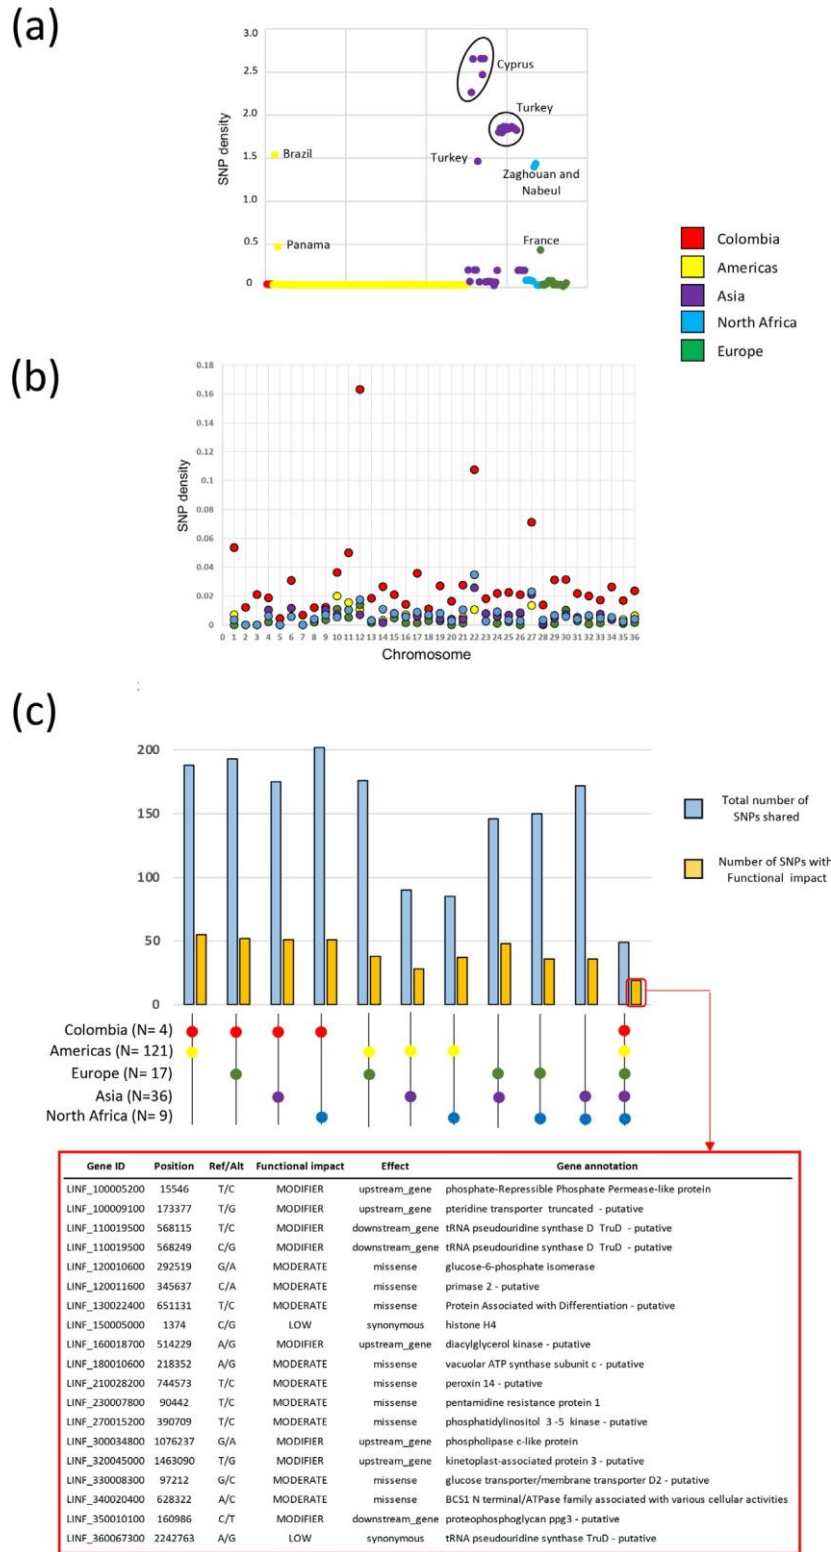 (a)
3.0
2.5
2.0
1.5
1.0
0.5
0
SNP density
Cyprus
Turkey
Brazil
Turkey
Zaghouan and
Nabeul
Panama
France
Colombia
Americas
Asia
North Africa
Europe
(b)
0.18
0.16
0.14
0.12
0.1
0.08
0.06
0.04
0.02
0
SNP density
0 1 2 3 4 5 6 7 8 9 10 11 12 13 14 15 16 17 18 19 20 21 22 23 24 25 26 27 28 29 30 31 32 33 34 35 36
Chromosome
(c)
200
150
100
50
0
Total number of
SNPs shared
Number of SNPs with
Functional impact
Colombia (N= 4)
Americas (N= 121)
Europe (N= 17)
Asia (N=36)
North Africa (N= 9)
Gene ID Position Ref/Alt Functional impact Effect Gene annotation
LINF_100005200 15546 T/C MODIFIER upstream_gene phosphate-Repressible Phosphate Permease-like protein
LINF_100009100 173377 T/G MODIFIER upstream_gene pteridine transporter truncated - putative
LINF_110019500 568115 T/C MODIFIER downstream_gene tRNA pseudouridine synthase D TruD - putative
LINF_110019500 568249 C/G MODIFIER downstream_gene tRNA pseudouridine synthase D TruD - putative
LINF_120010600 292519 G/A MODERATE missense glucose-6-phosphate isomerase
LINF_120011600 345637 C/A MODERATE missense primase 2 - putative
LINF_130022400 651131 T/C MODERATE missense Protein Associated with Differentiation - putative
LINF_150005000 1374 C/G LOW synonymous histone H4
LINF_160018700 514229 A/G MODIFIER upstream_gene diacylglycerol kinase - putative
LINF_180010600 218352 A/G MODERATE missense vacuolar ATP synthase subunit c - putative
LINF_210028200 744573 T/C MODERATE missense peroxin 14 - putative
LINF_230007800 90442 T/C MODERATE missense pentamidine resistance protein 1
LINF_270015200 390709 T/C MODERATE missense phosphatidylinositol 3 -5 kinase - putative
LINF_300034800 1076237 G/A MODIFIER upstream_gene phospholipase c-like protein
LINF_320045000 1463090 T/G MODIFIER upstream_gene kinetoplast-associated protein 3 - putative
LINF_330008300 97212 G/C MODERATE missense glucose transporter/membrane transporter D2 - putative
LINF_340020400 628322 A/C MODERATE missense BCS1 N terminal/ATPase family associated with various cellular activities
LINF_350010100 160986 C/T MODIFIER downstream_gene proteophosphoglycan ppg3 - putative
LINF_360067300 2242763 A/G LOW synonymous tRNA pseudouridine synthase TruD - putative